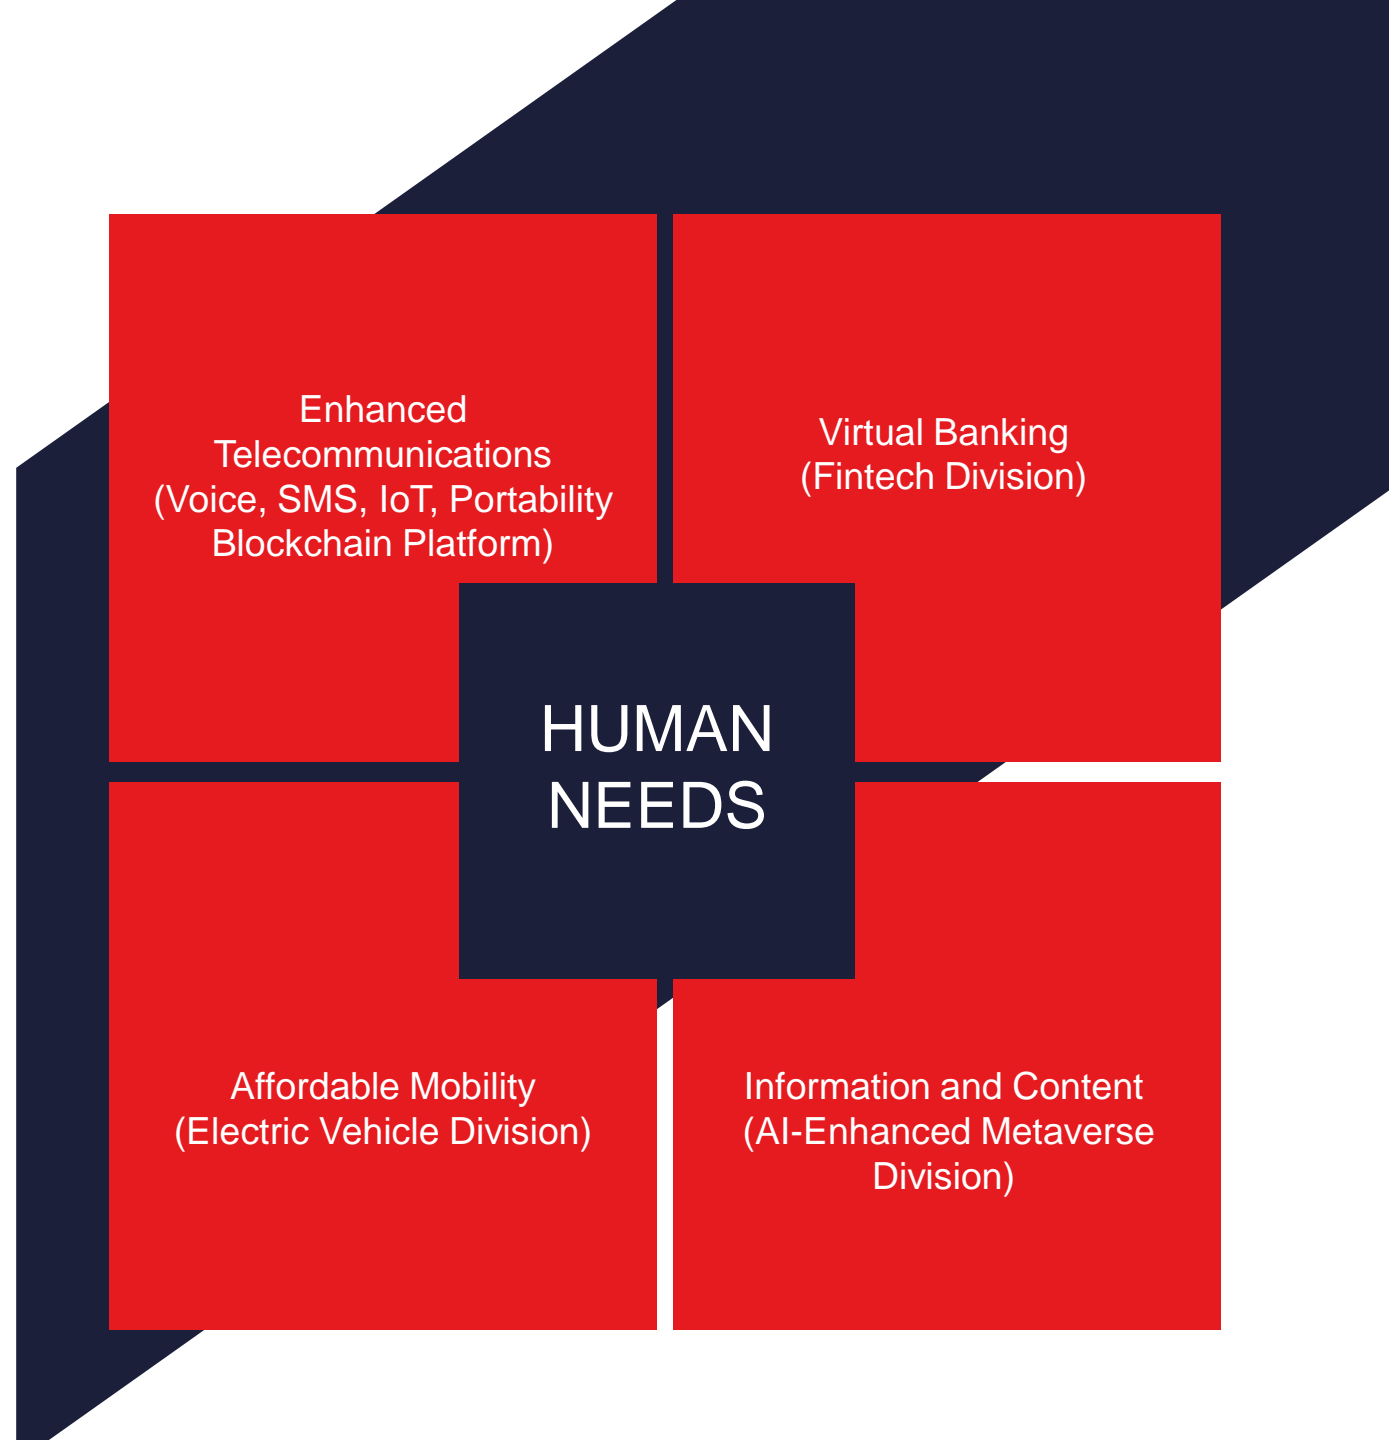 Enhanced
Telecommunications
(Voice, SMS, IoT, Portability
Blockchain Platform)
Virtual Banking
(Fintech Division)
HUMAN
NEEDS
Affordable Mobility
(Electric Vehicle Division)
Information and Content
(AI-Enhanced Metaverse
Division)